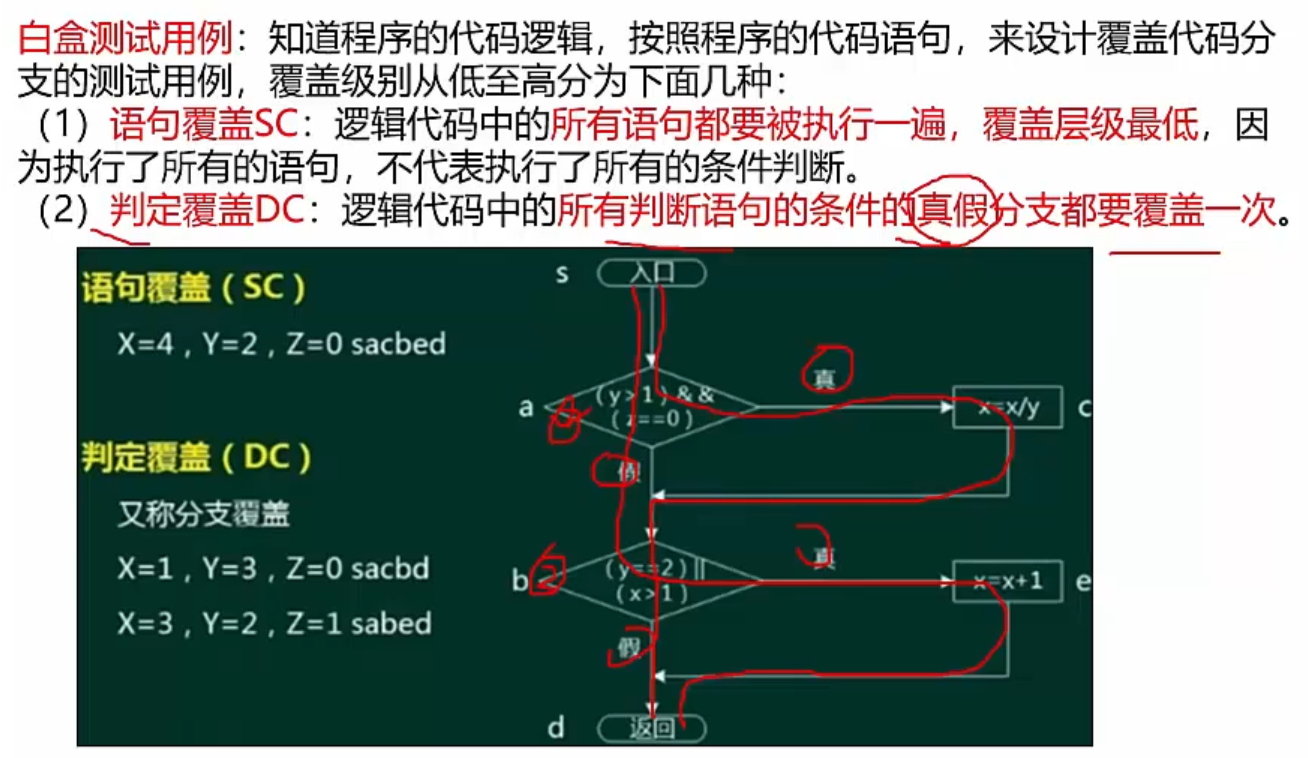 白盒测试用例：知道程序的代码逻辑，按照程序的代码语句，来设计覆盖代码分
支的测试用例，覆盖级别从低至高分为下面几种：
（1）语句覆盖SC：逻辑代码中的所有语句都要被执行一遍，覆盖层级最低，因
为执行了所有的语句，不代表执行了所有的条件判断。
（2）判定覆盖DC：逻辑代码中的所有判断语句的条件的真假分支都要覆盖一次。
语句覆盖（SC）
X=4，Y=2，Z=0 sacbed
判定覆盖（DC）
又称分支覆盖
X=1，Y=3，Z=0 sacbd
X=3，Y=2，Z=1 sabed
s
入口
a
(y>1)&&
(z==0)
真
x=x/y
c
假
b
(y==2)||
(x>1)
真
x=x+1
e
假
d
返回